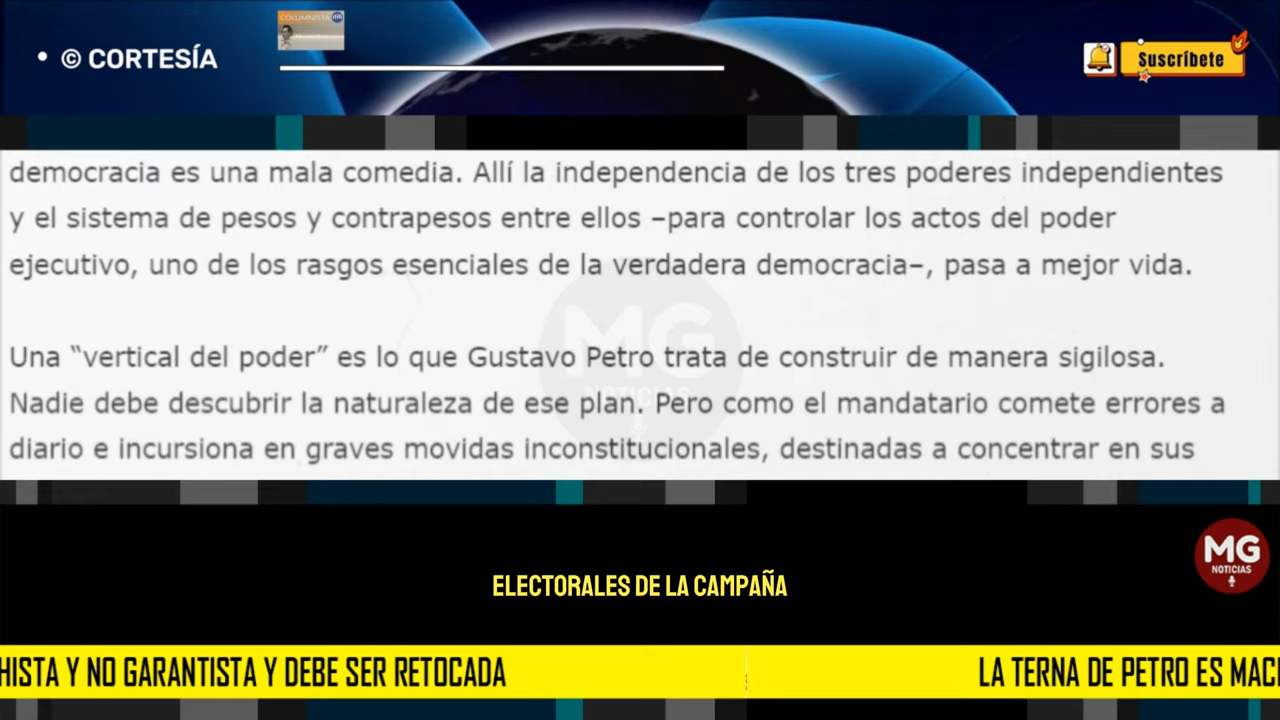 COLUMNISTA
• © CORTESÍA
Suscríbete
democracia es una mala comedia. Allí la independencia de los tres poderes independientes
y el sistema de pesos y contrapesos entre ellos –para controlar los actos del poder
ejecutivo, uno de los rasgos esenciales de la verdadera democracia–, pasa a mejor vida.
Una “vertical del poder” es lo que Gustavo Petro trata de construir de manera sigilosa.
Nadie debe descubrir la naturaleza de ese plan. Pero como el mandatario comete errores a
diario e incursiona en graves movidas inconstitucionales, destinadas a concentrar en sus
MG
NOTICIAS
ELECTORALES DE LA CAMPAÑA
MG
NOTICIAS
HISTA Y NO GARANTISTA Y DEBE SER RETOCADA
LA TERNA DE PETRO ES MAC